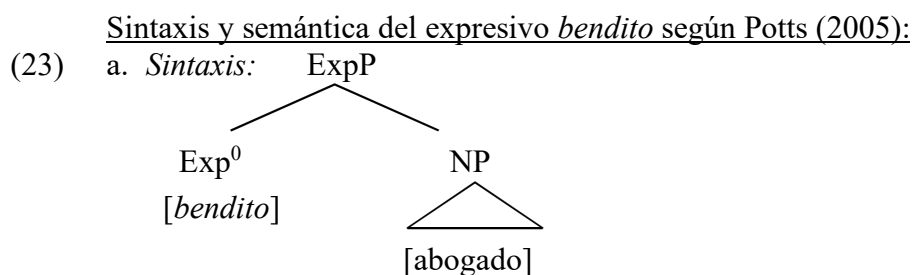 Sintaxis y semántica del expresivo bendito según Potts (2005):
(23) a. Sintaxis: ExpP
Exp⁰ NP
[bendito]
[abogado]